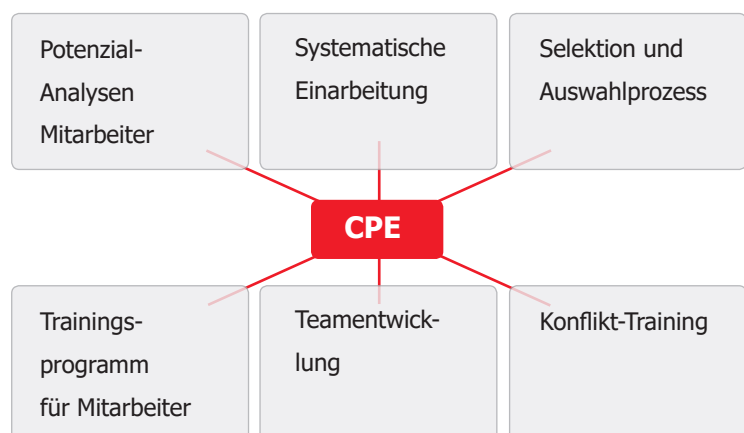 Potenzial-
Analysen
Mitarbeiter
Systematische
Einarbeitung
Selektion und
Auswahlprozess
CPE
Trainings-
programm
für Mitarbeiter
Teamentwick-
lung
Konflikt-Training